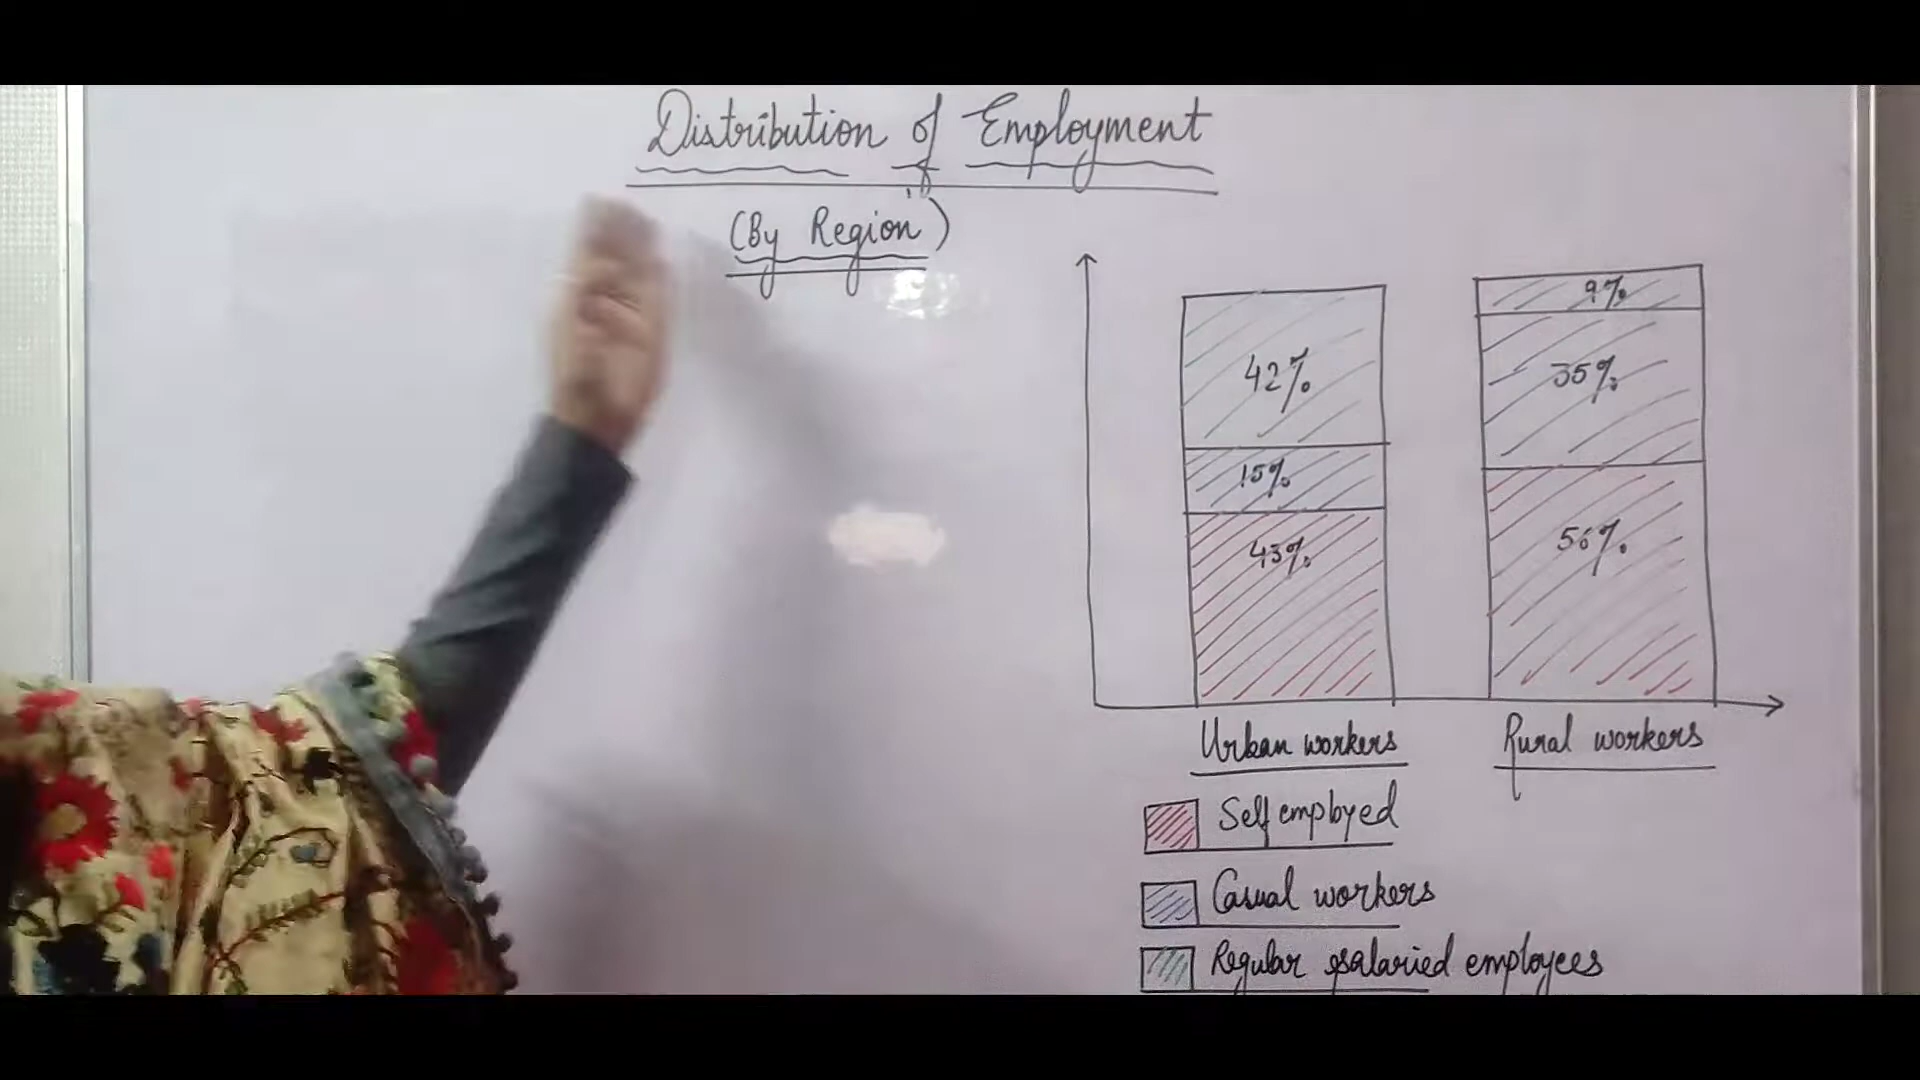 Distribution of Employment
(By Region)
9%
42%
35%
15%
43%
56%
Urban workers
Rural workers
Self employed
Casual workers
Regular salaried employees